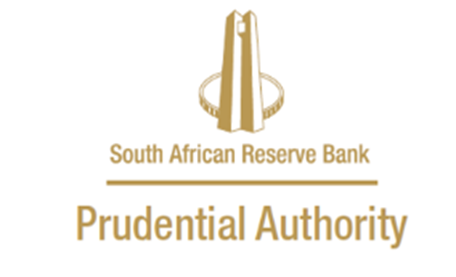 South African Reserve Bank
Prudential Authority